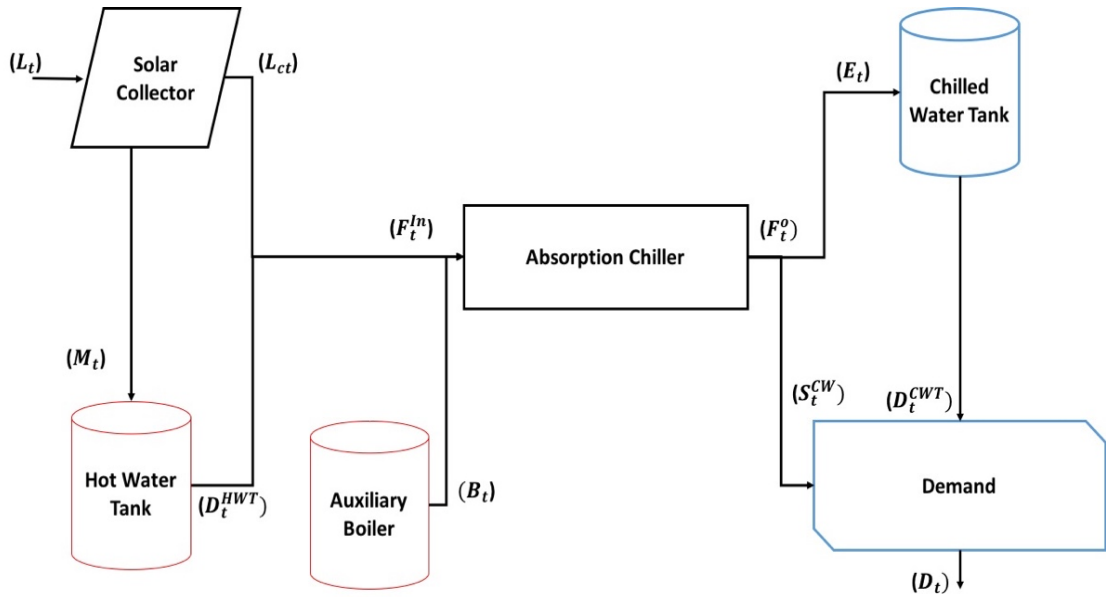 (L_t)
Solar
Collector
(L_ct)
(E_t)
Chilled
Water Tank
(F_t^In)
Absorption Chiller
(F_t^o)
(M_t)
(S_t^CW)
(D_t^CWT)
Hot Water
Tank
(D_t^HWT)
Auxiliary
Boiler
(B_t)
Demand
(D_t)